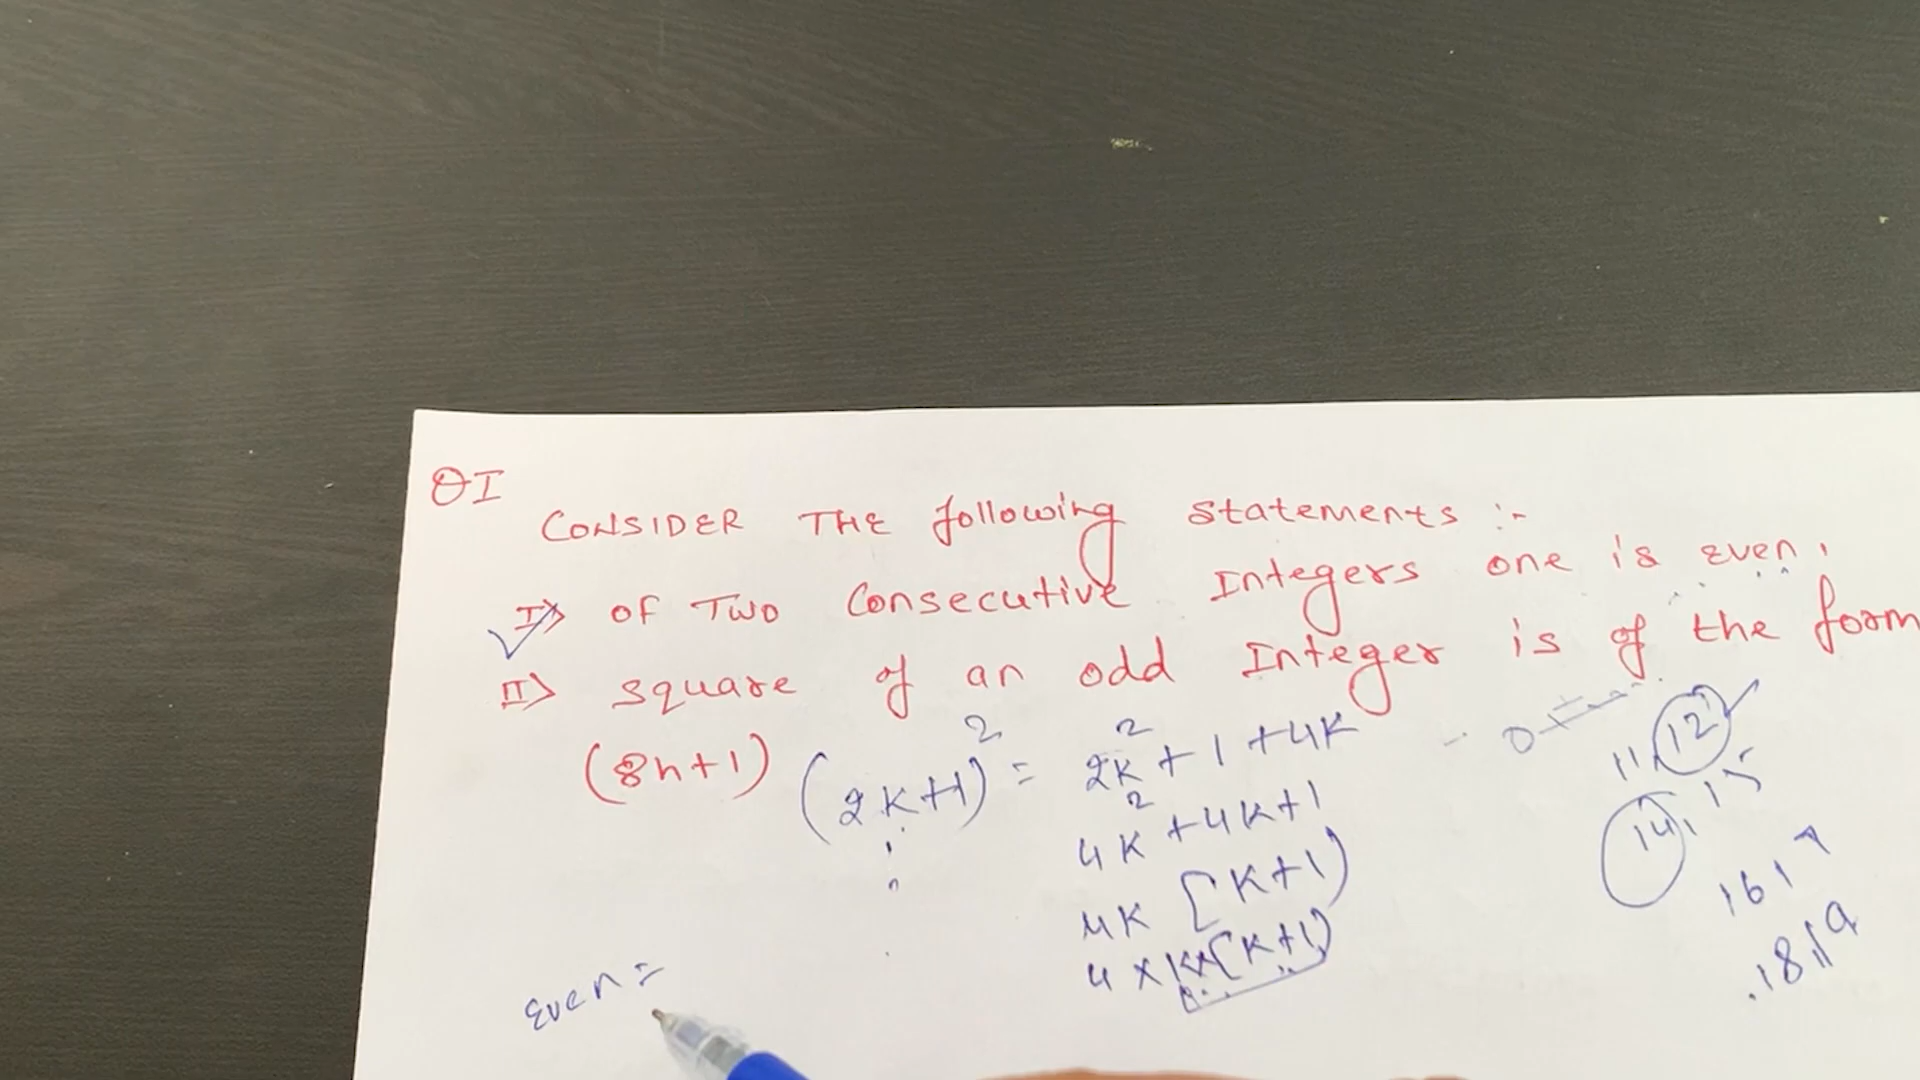 Q1
CONSIDER THE following statements :-
I> of Two Consecutive Integers one is even.
II> square of an odd Integer is of the form
(8n+1)
(2k+1)² = 2k² + 1 + 4k
4k² + 4k + 1
4k [k+1)
4 × k×[k+1)
11, 12
14, 15
16 17
18, 19
even =